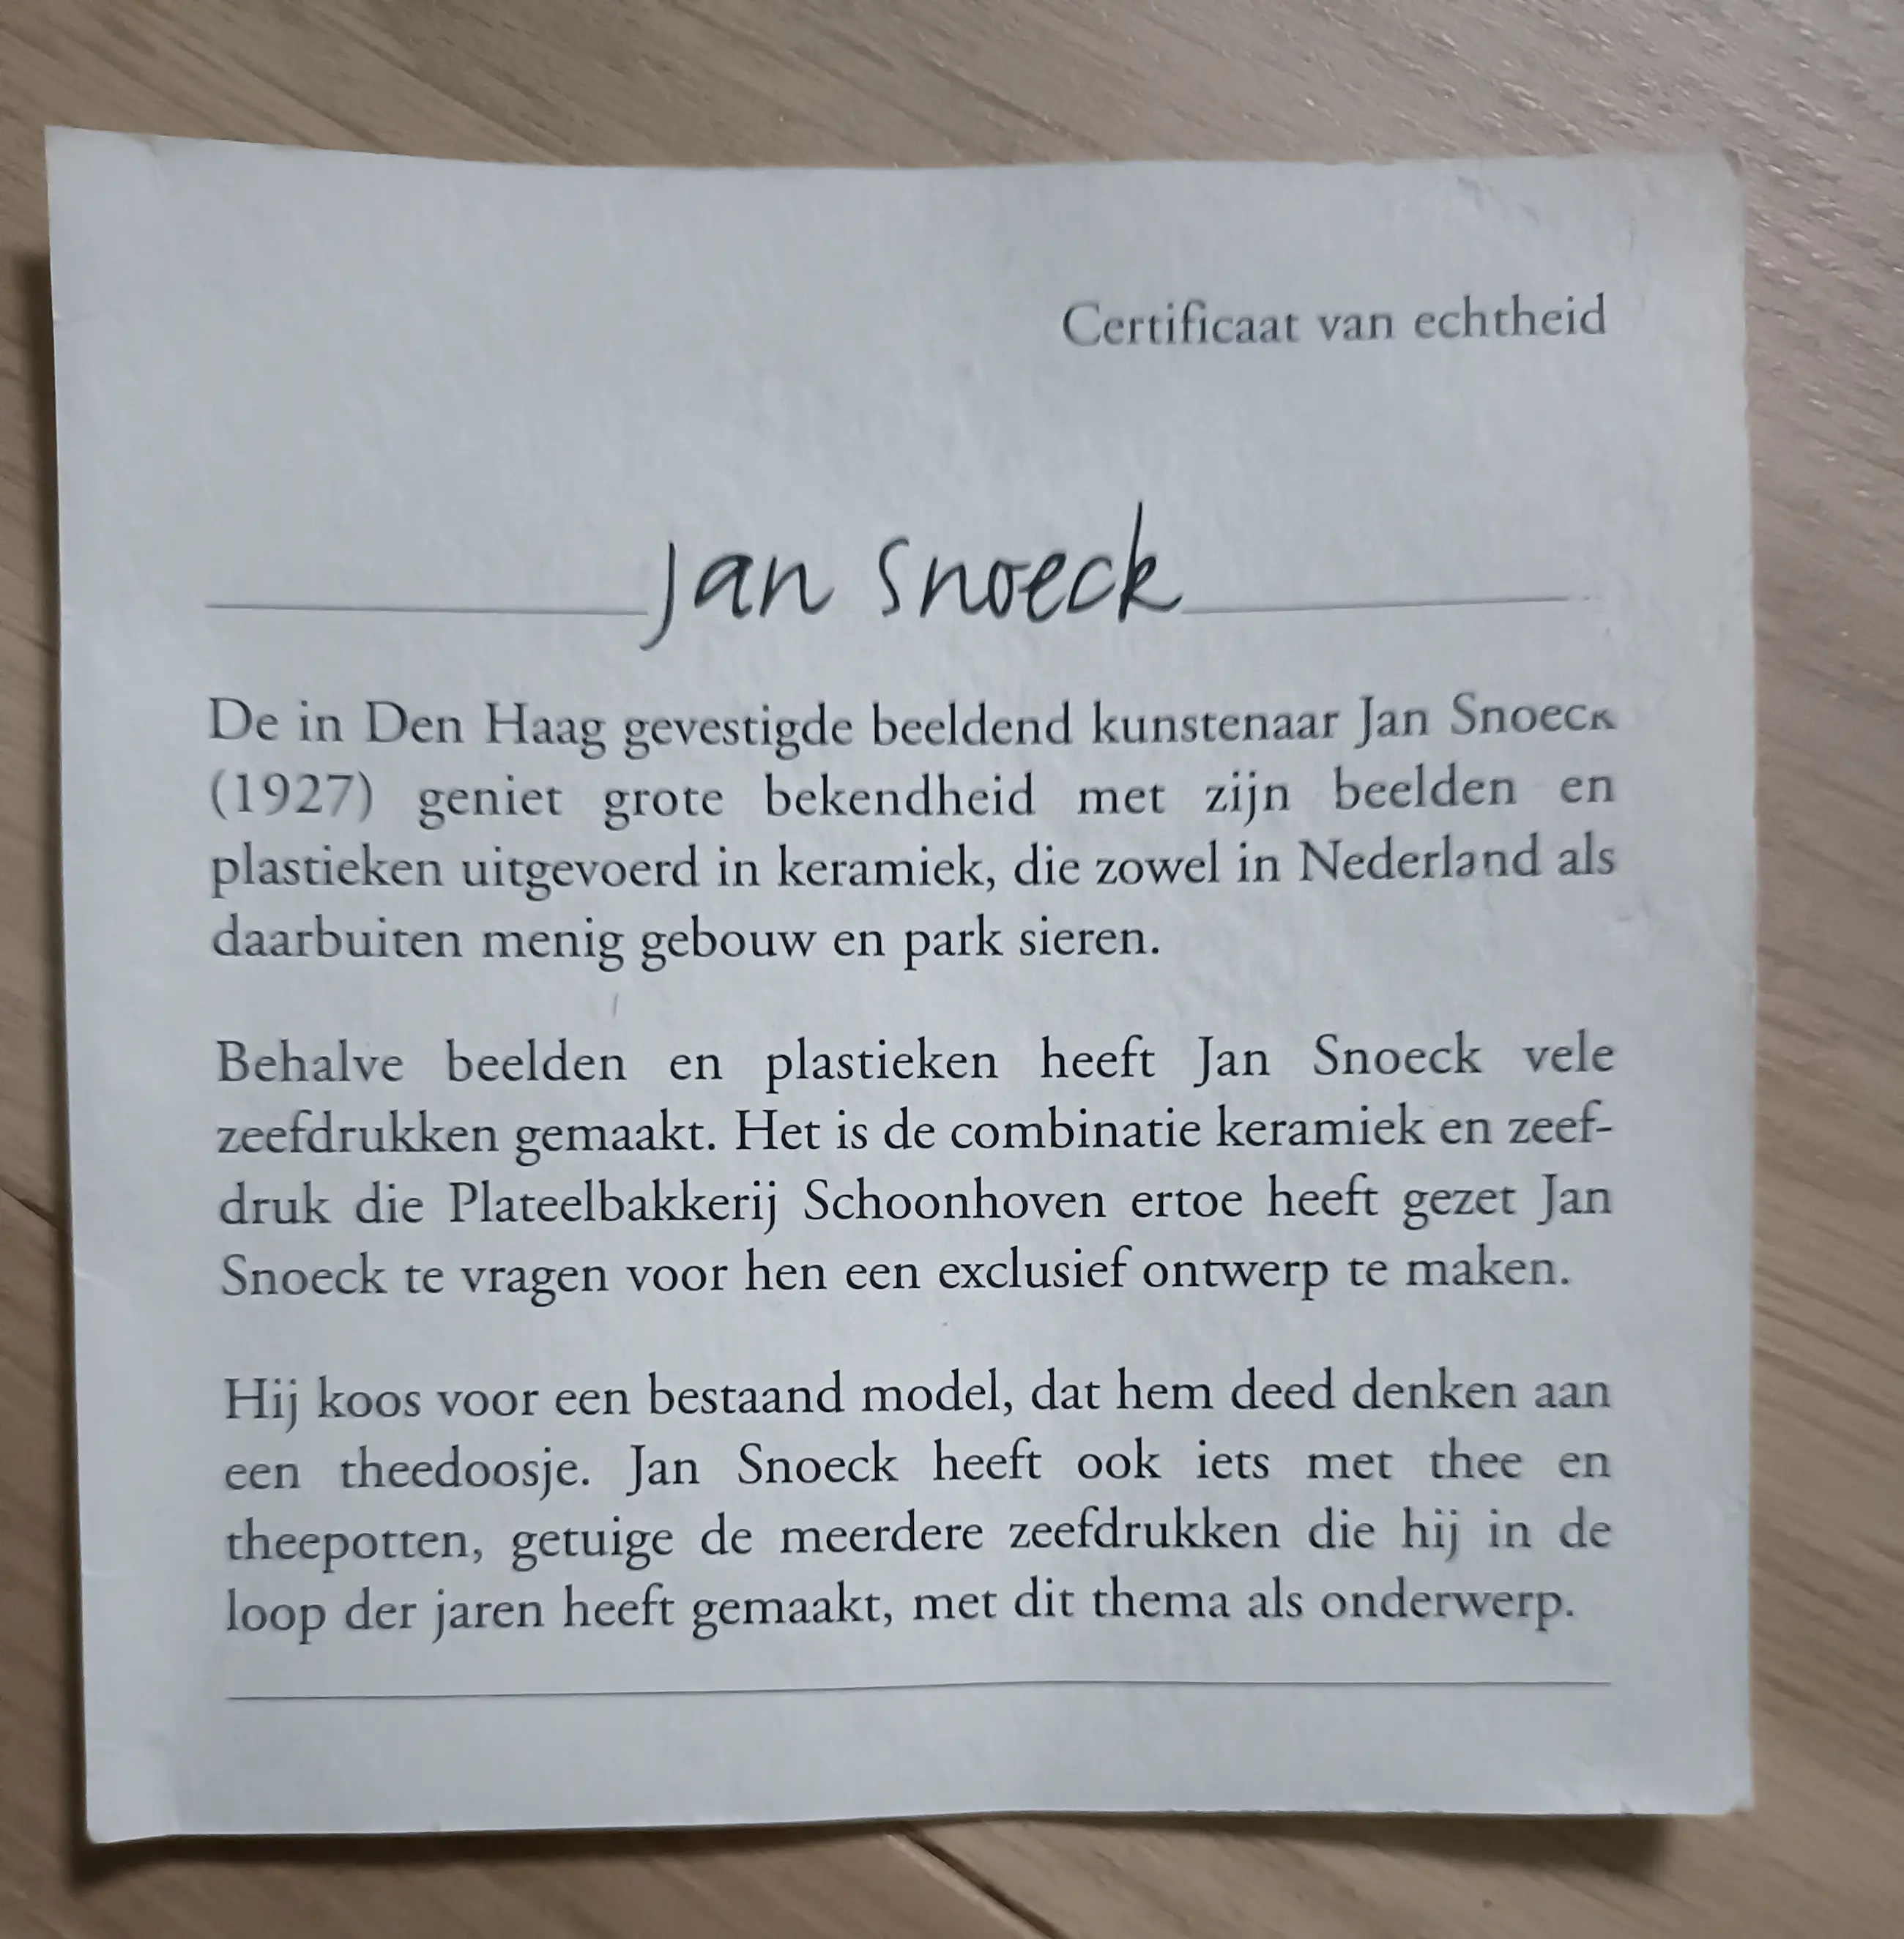 Certificaat van echtheid
Jan Snoeck
De in Den Haag gevestigde beeldend kunstenaar Jan Snoeck
(1927) geniet grote bekendheid met zijn beelden en
plastieken uitgevoerd in keramiek, die zowel in Nederland als
daarbuiten menig gebouw en park sieren.
Behalve beelden en plastieken heeft Jan Snoeck vele
zeefdrukken gemaakt. Het is de combinatie keramiek en zeef-
druk die Plateelbakkerij Schoonhoven ertoe heeft gezet Jan
Snoeck te vragen voor hen een exclusief ontwerp te maken.
Hij koos voor een bestaand model, dat hem deed denken aan
een theedoosje. Jan Snoeck heeft ook iets met thee en
theepotten, getuige de meerdere zeefdrukken die hij in de
loop der jaren heeft gemaakt, met dit thema als onderwerp.